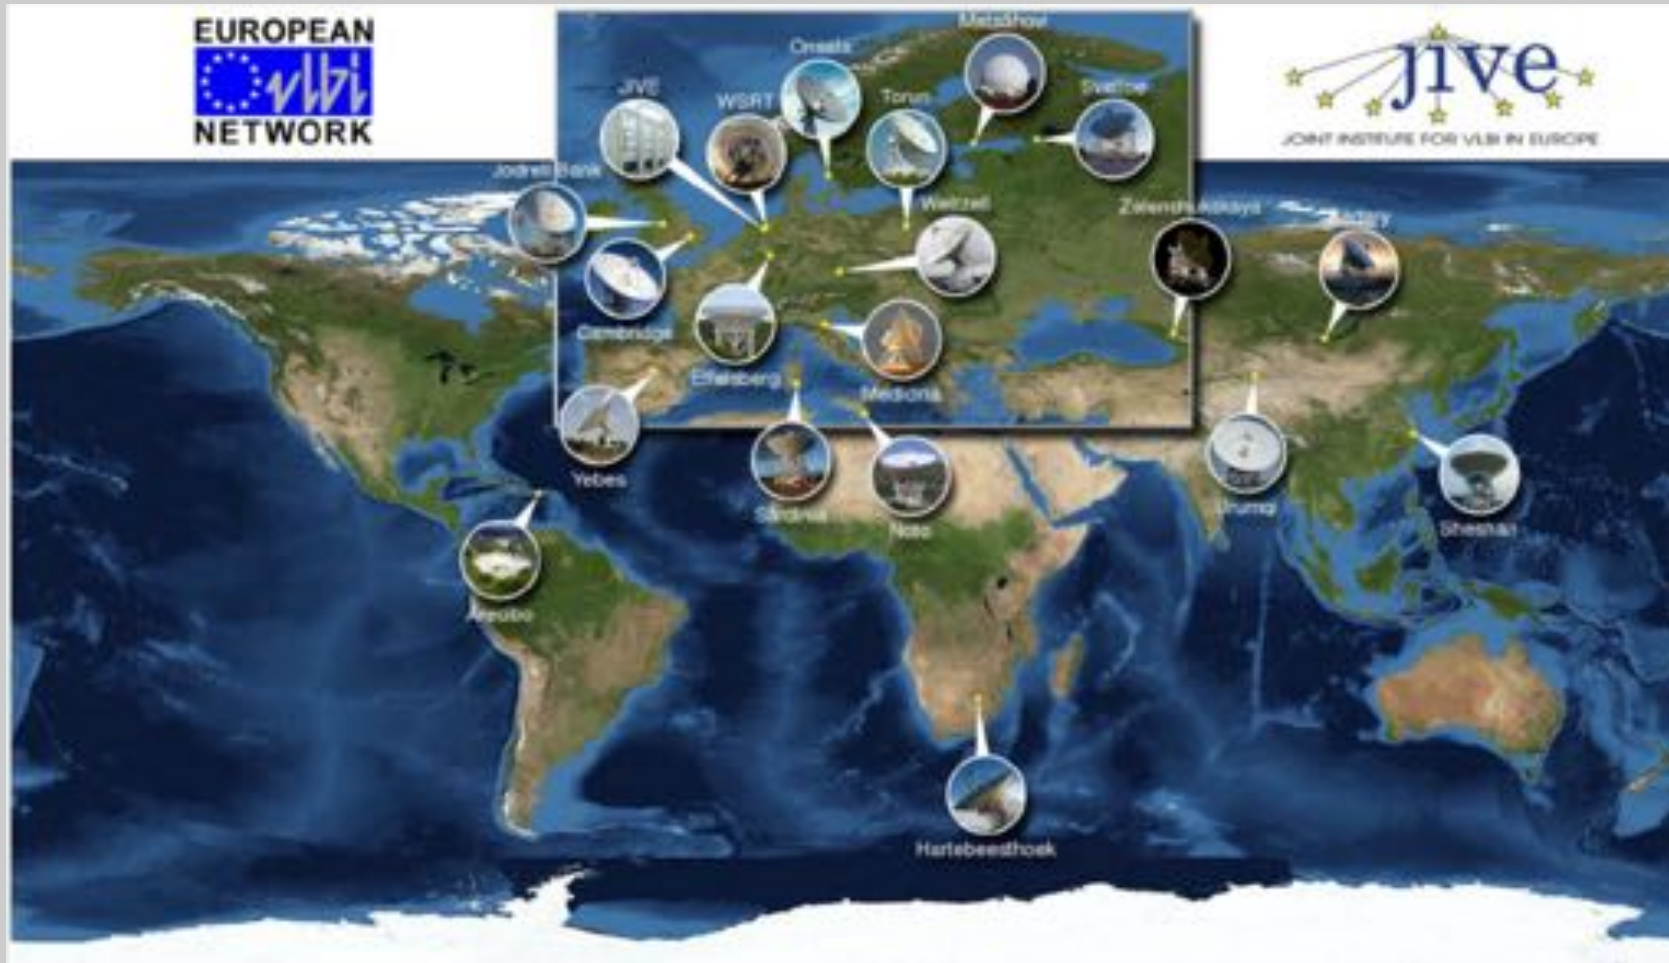 EUROPEAN
vlbi
NETWORK
jive
JOINT INSTITUTE FOR VLBI IN EUROPE
Metsahovi
Onsala
JIVE
WSRT
Torun
Svetloe
Jodrell Bank
Wettzell
Zelenchukskaya
Badary
Cambridge
Effelsberg
Medicina
Yebes
Sardinia
Noto
Urumqi
Sheshan
Arecibo
Hartebeesthoek